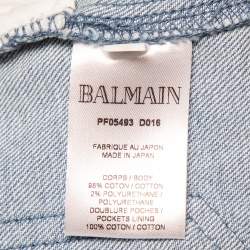 BALMAIN
PF05493 D016
FABRIQUE AU JAPON
MADE IN JAPAN
CORPS / BODY
98% COTON / COTTON
2% POLYURETHANE /
POLYURETHANE
DOUBLURE POCHES /
POCKETS LINING
100% COTON / COTTON